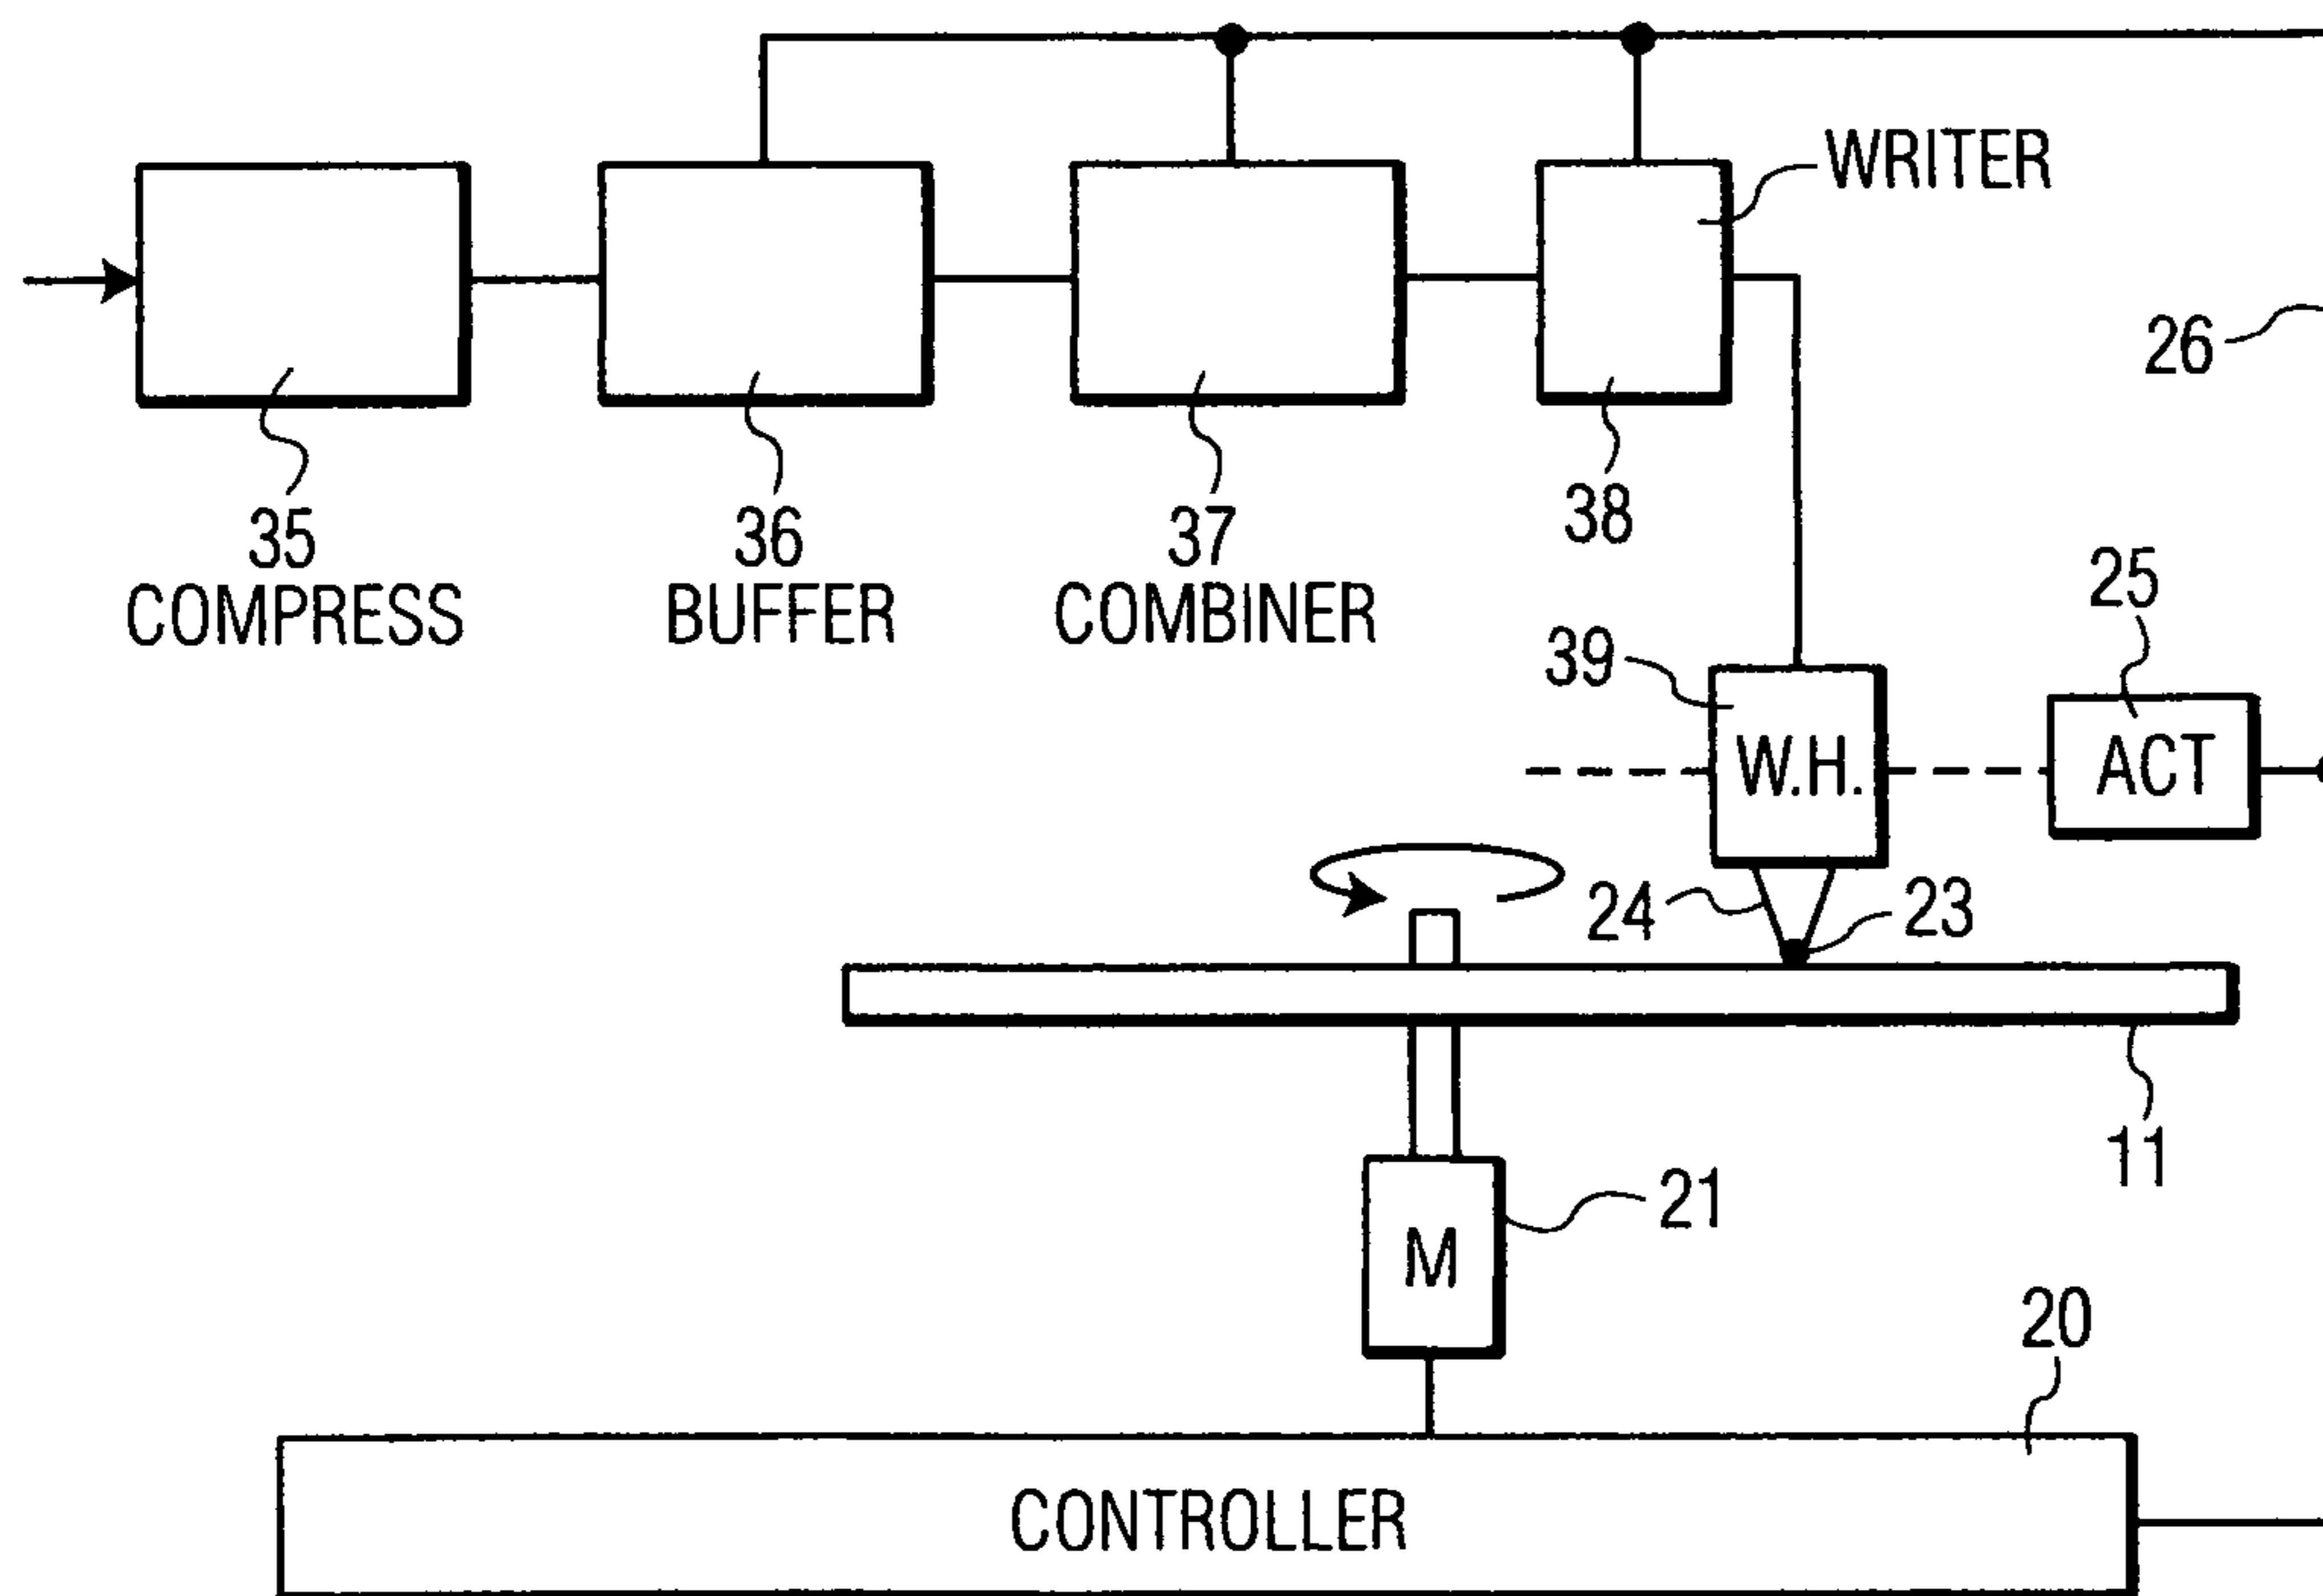 WRITER
26
35
COMPRESS
36
BUFFER
37
COMBINER
38
25
39
W.H.
ACT
24
23
11
21
M
20
CONTROLLER